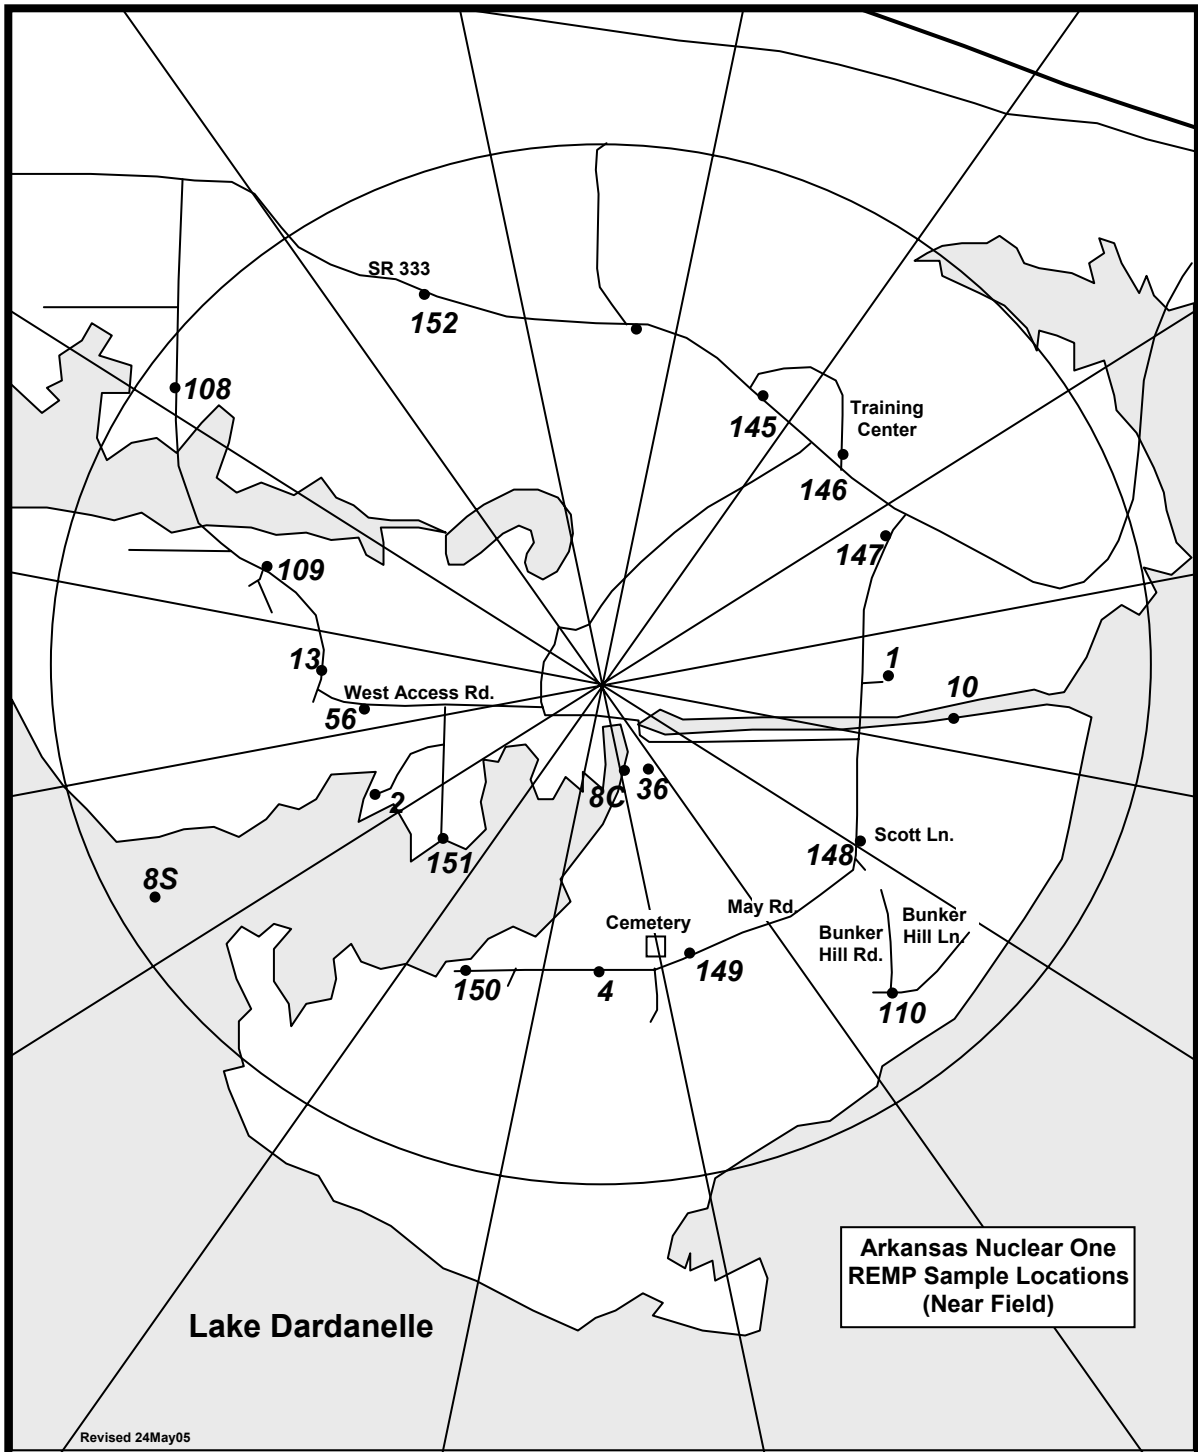 SR 333
152
108
145
Training
Center
146
147
109
13
1
West Access Rd.
10
56
8C
36
2
151
148
Scott Ln.
8S
May Rd.
Cemetery
Bunker
Hill Ln.
Bunker
Hill Rd.
149
150
4
110
Arkansas Nuclear One
REMP Sample Locations
(Near Field)
Lake Dardanelle
Revised 24May05